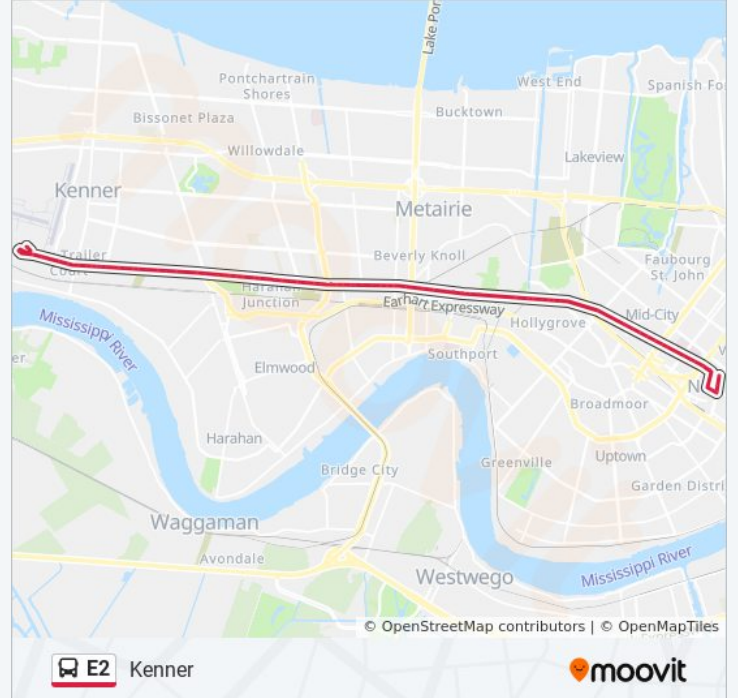 Lake Pon
Pontchartrain
Shores
West End
Spanish Fo
Bucktown
Bissonet Plaza
Willowdale
Lakeview
Kenner
Metairie
Trailer
Court
Beverly Knoll
Faubourg
St. John
Harahan
Junction
Earhart Expressway
Mid-City
Hollygrove
Mississippi River
Southport
er
Elmwood
N
Broadmoor
Harahan
Uptown
Bridge City
Greenville
Garden Distri
Waggaman
Avondale
Westwego
Mississippi River
© OpenStreetMap contributors | © OpenMapTiles
E2 Kenner
moovit